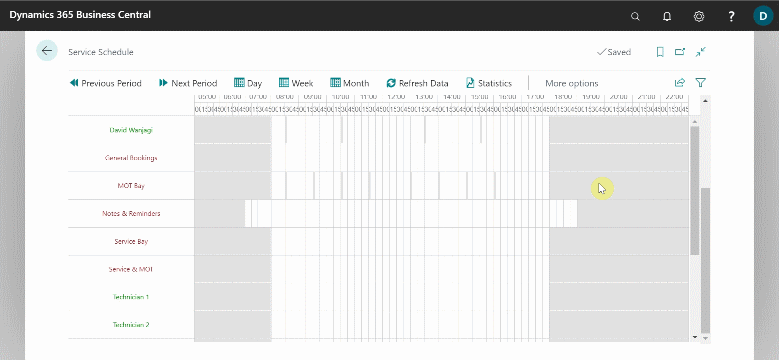 Dynamics 365 Business Central
?
D
Service Schedule
Saved
Previous Period
Next Period
Day
Week
Month
Refresh Data
Statistics
More options
05:00 06:00 07:00 08:00 09:00 10:00 11:00 12:00 13:00 14:00 15:00 16:00 17:00 18:00 19:00 20:00 21:00 22:00
David Wanjagi
General Bookings
MOT Bay
Notes & Reminders
Service Bay
Service & MOT
Technician 1
Technician 2